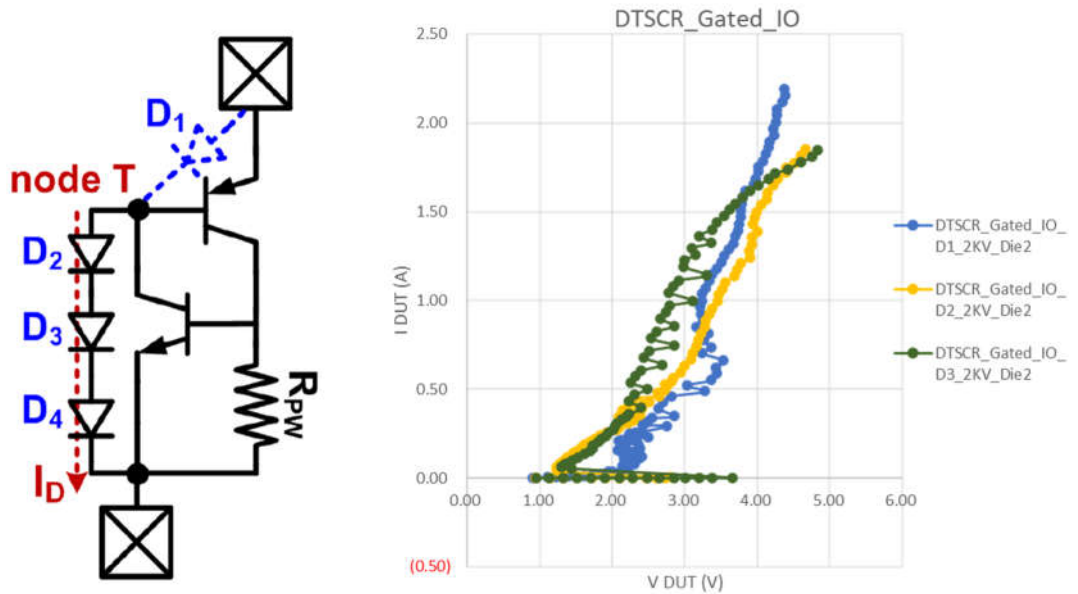 D1
node T
D2
D3
D4
ID
RPW
DTSCR_Gated_IO
2.50
2.00
1.50
1.00
0.50
0.00
(0.50)
I DUT (A)
0.00 1.00 2.00 3.00 4.00 5.00 6.00
V DUT (V)
DTSCR_Gated_IO_
D1_2KV_Die2
DTSCR_Gated_IO_
D2_2KV_Die2
DTSCR_Gated_IO_
D3_2KV_Die2